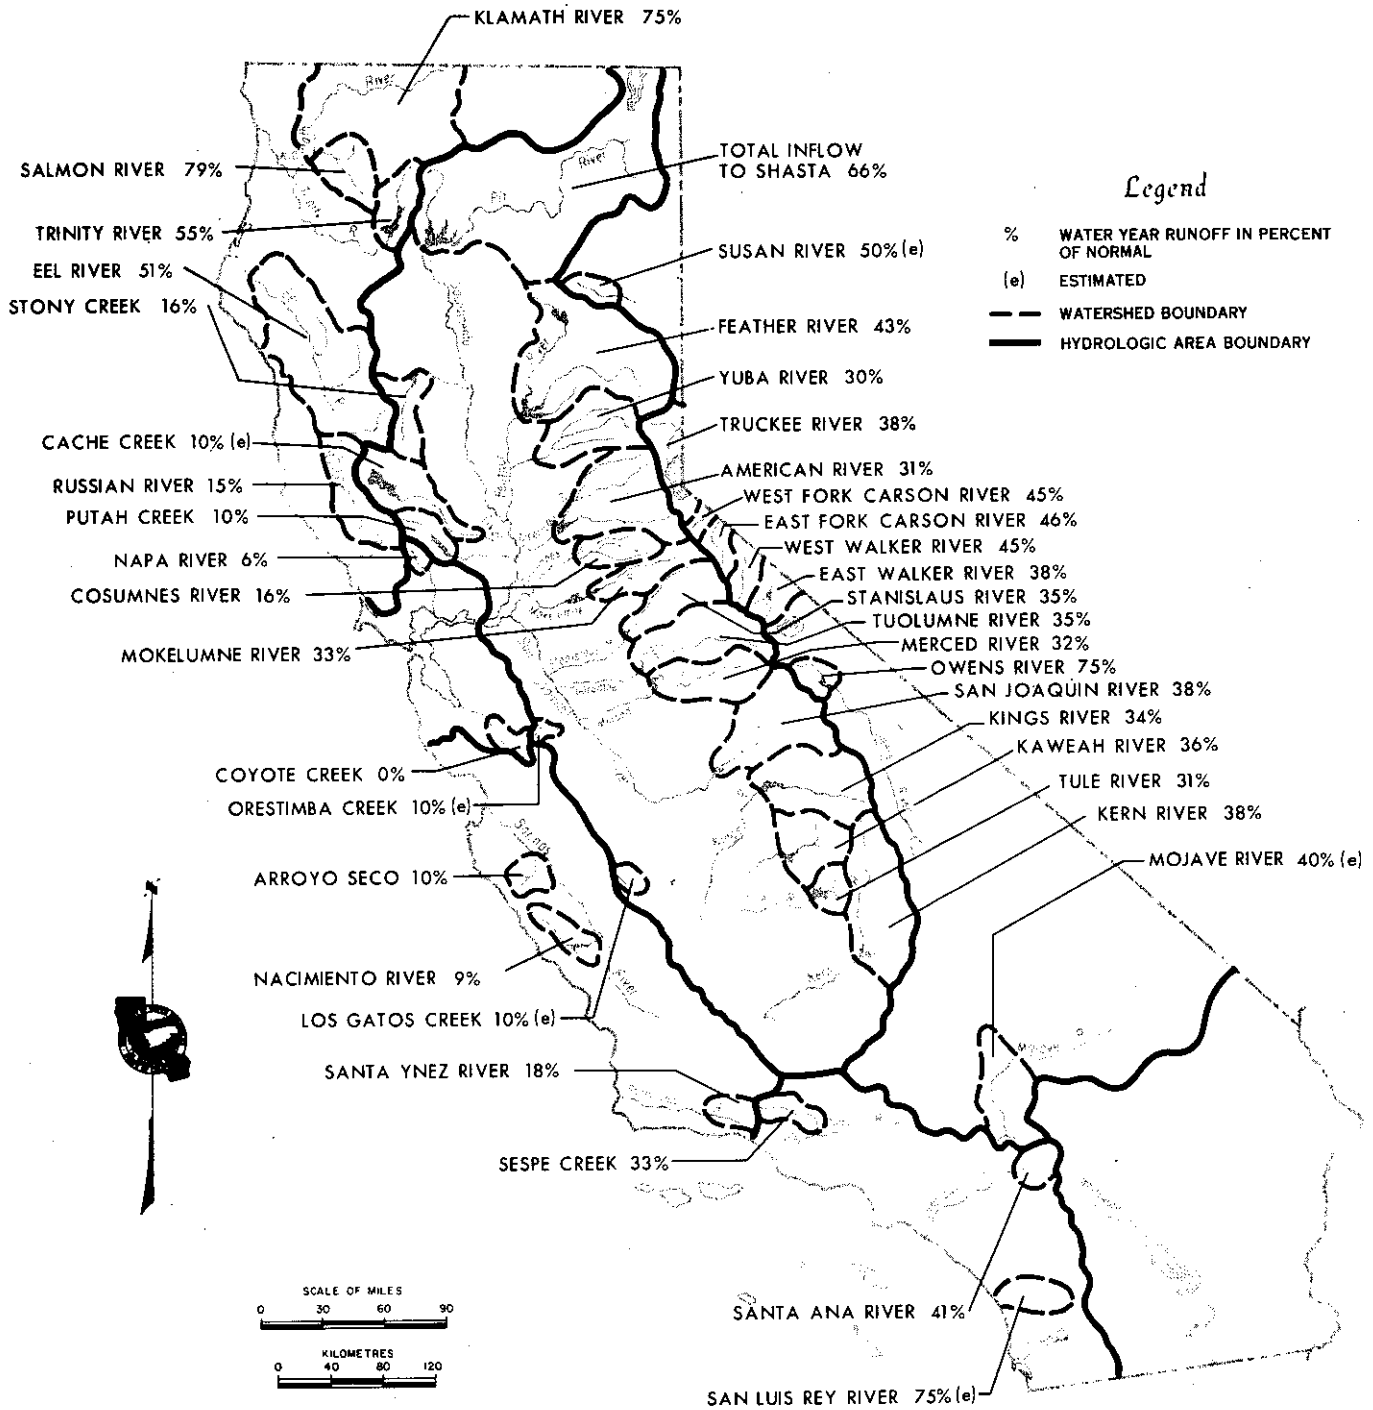 KLAMATH RIVER 75%
River
SALMON RIVER 79%
TOTAL INFLOW
TO SHASTA 66%
River
Pit
TRINITY RIVER 55%
EEL RIVER 51%
STONY CREEK 16%
SUSAN RIVER 50% (e)
FEATHER RIVER 43%
YUBA RIVER 30%
TRUCKEE RIVER 38%
CACHE CREEK 10% (e)
RUSSIAN RIVER 15%
PUTAH CREEK 10%
NAPA RIVER 6%
COSUMNES RIVER 16%
MOKELUMNE RIVER 33%
AMERICAN RIVER 31%
WEST FORK CARSON RIVER 45%
EAST FORK CARSON RIVER 46%
WEST WALKER RIVER 45%
EAST WALKER RIVER 38%
STANISLAUS RIVER 35%
TUOLUMNE RIVER 35%
MERCED RIVER 32%
OWENS RIVER 75%
SAN JOAQUIN RIVER 38%
KINGS RIVER 34%
KAWEAH RIVER 36%
TULE RIVER 31%
KERN RIVER 38%
MOJAVE RIVER 40% (e)
COYOTE CREEK 0%
ORESTIMBA CREEK 10% (e)
Salinas
ARROYO SECO 10%
NACIMIENTO RIVER 9%
River
LOS GATOS CREEK 10% (e)
Kern
SANTA YNEZ RIVER 18%
Mojave
SESPE CREEK 33%
SANTA ANA RIVER 41%
SAN LUIS REY RIVER 75% (e)
Legend
% WATER YEAR RUNOFF IN PERCENT
OF NORMAL
(e) ESTIMATED
WATERSHED BOUNDARY
HYDROLOGIC AREA BOUNDARY
N
SCALE OF MILES
0 30 60 90
KILOMETRES
0 40 80 120